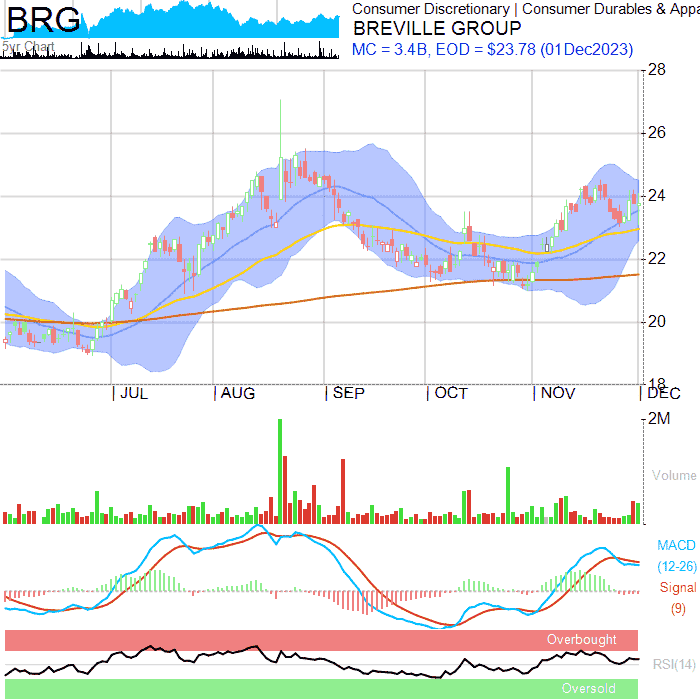 BRG
5yr Chart
Consumer Discretionary | Consumer Durables & Appa
BREVILLE GROUP
MC = 3.4B, EOD = $23.78 (01Dec2023)
28
26
24
22
20
18
JUL AUG SEP OCT NOV DEC
2M
Volume
MACD
(12-26)
Signal
(9)
Overbought
RSI(14)
Oversold